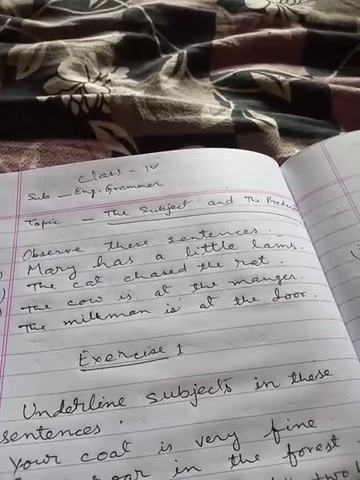 Class - IV
Sub - Eng. Grammer
Topic - The Subject and The
Observe these sentences.
Mary has a little lamb.
The cat chased the rat.
The cow is at the manger.
The milkman is at the door.
Exercise 1
Underline subjects in these
sentences.
Your coat is very fine.
in the forest